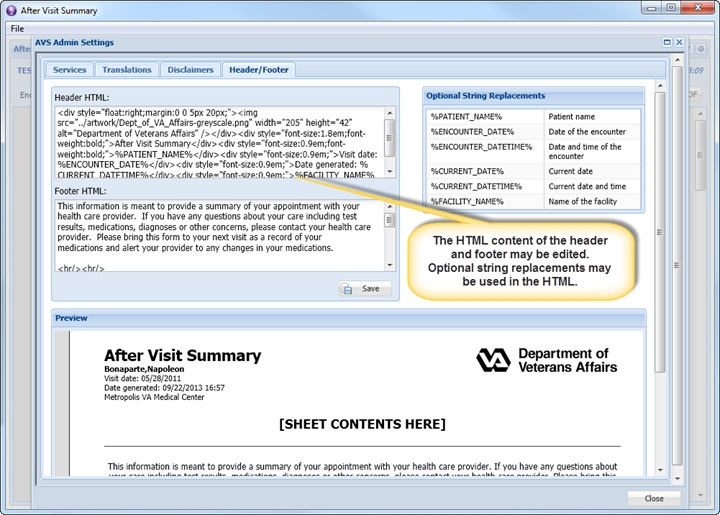 After Visit Summary
File
AVS Admin Settings
Services
Translations
Disclaimers
Header/Footer
Header HTML:
<div style="float:right;margin:0 0 5px 20px;"><img
src="../artwork/Dept_of_VA_Affairs-greyscale.png" width="205" height="42"
alt="Department of Veterans Affairs" /></div><div style="font-size:1.8em;font-
weight:bold;">After Visit Summary</div><div style="font-size:0.9em;font-
weight:bold;">%PATIENT_NAME%</div><div style="font-size:0.9em;">Visit date:
%ENCOUNTER_DATE%</div><div style="font-size:0.9em;">Date generated: %
CURRENT_DATETIME%</div><div style="font-size:0.9em;">%FACILITY_NAME%
Footer HTML:
This information is meant to provide a summary of your appointment with your
health care provider.  If you have any questions about your care including test
results, medications, diagnoses or other concerns, please contact your health care
provider.  Please bring this form to your next visit as a record of your
medications and alert your provider to any changes in your medications.
<br/><br/>
Save
Optional String Replacements
%PATIENT_NAME% Patient name
%ENCOUNTER_DATE% Date of the encounter
%ENCOUNTER_DATETIME% Date and time of the
encounter
%CURRENT_DATE% Current date
%CURRENT_DATETIME% Current date and time
%FACILITY_NAME% Name of the facility
The HTML content of the header
and footer may be edited.
Optional string replacements may
be used in the HTML.
Preview
After Visit Summary
Bonaparte,Napoleon
Visit date: 05/28/2011
Date generated: 09/22/2013 16:57
Metropolis VA Medical Center
VA
Department of
Veterans Affairs
[SHEET CONTENTS HERE]
This information is meant to provide a summary of your appointment with your health care provider. If you have any questions about
your care including test results, medications, diagnoses or other concerns, please contact your health care provider. Please bring this
Close